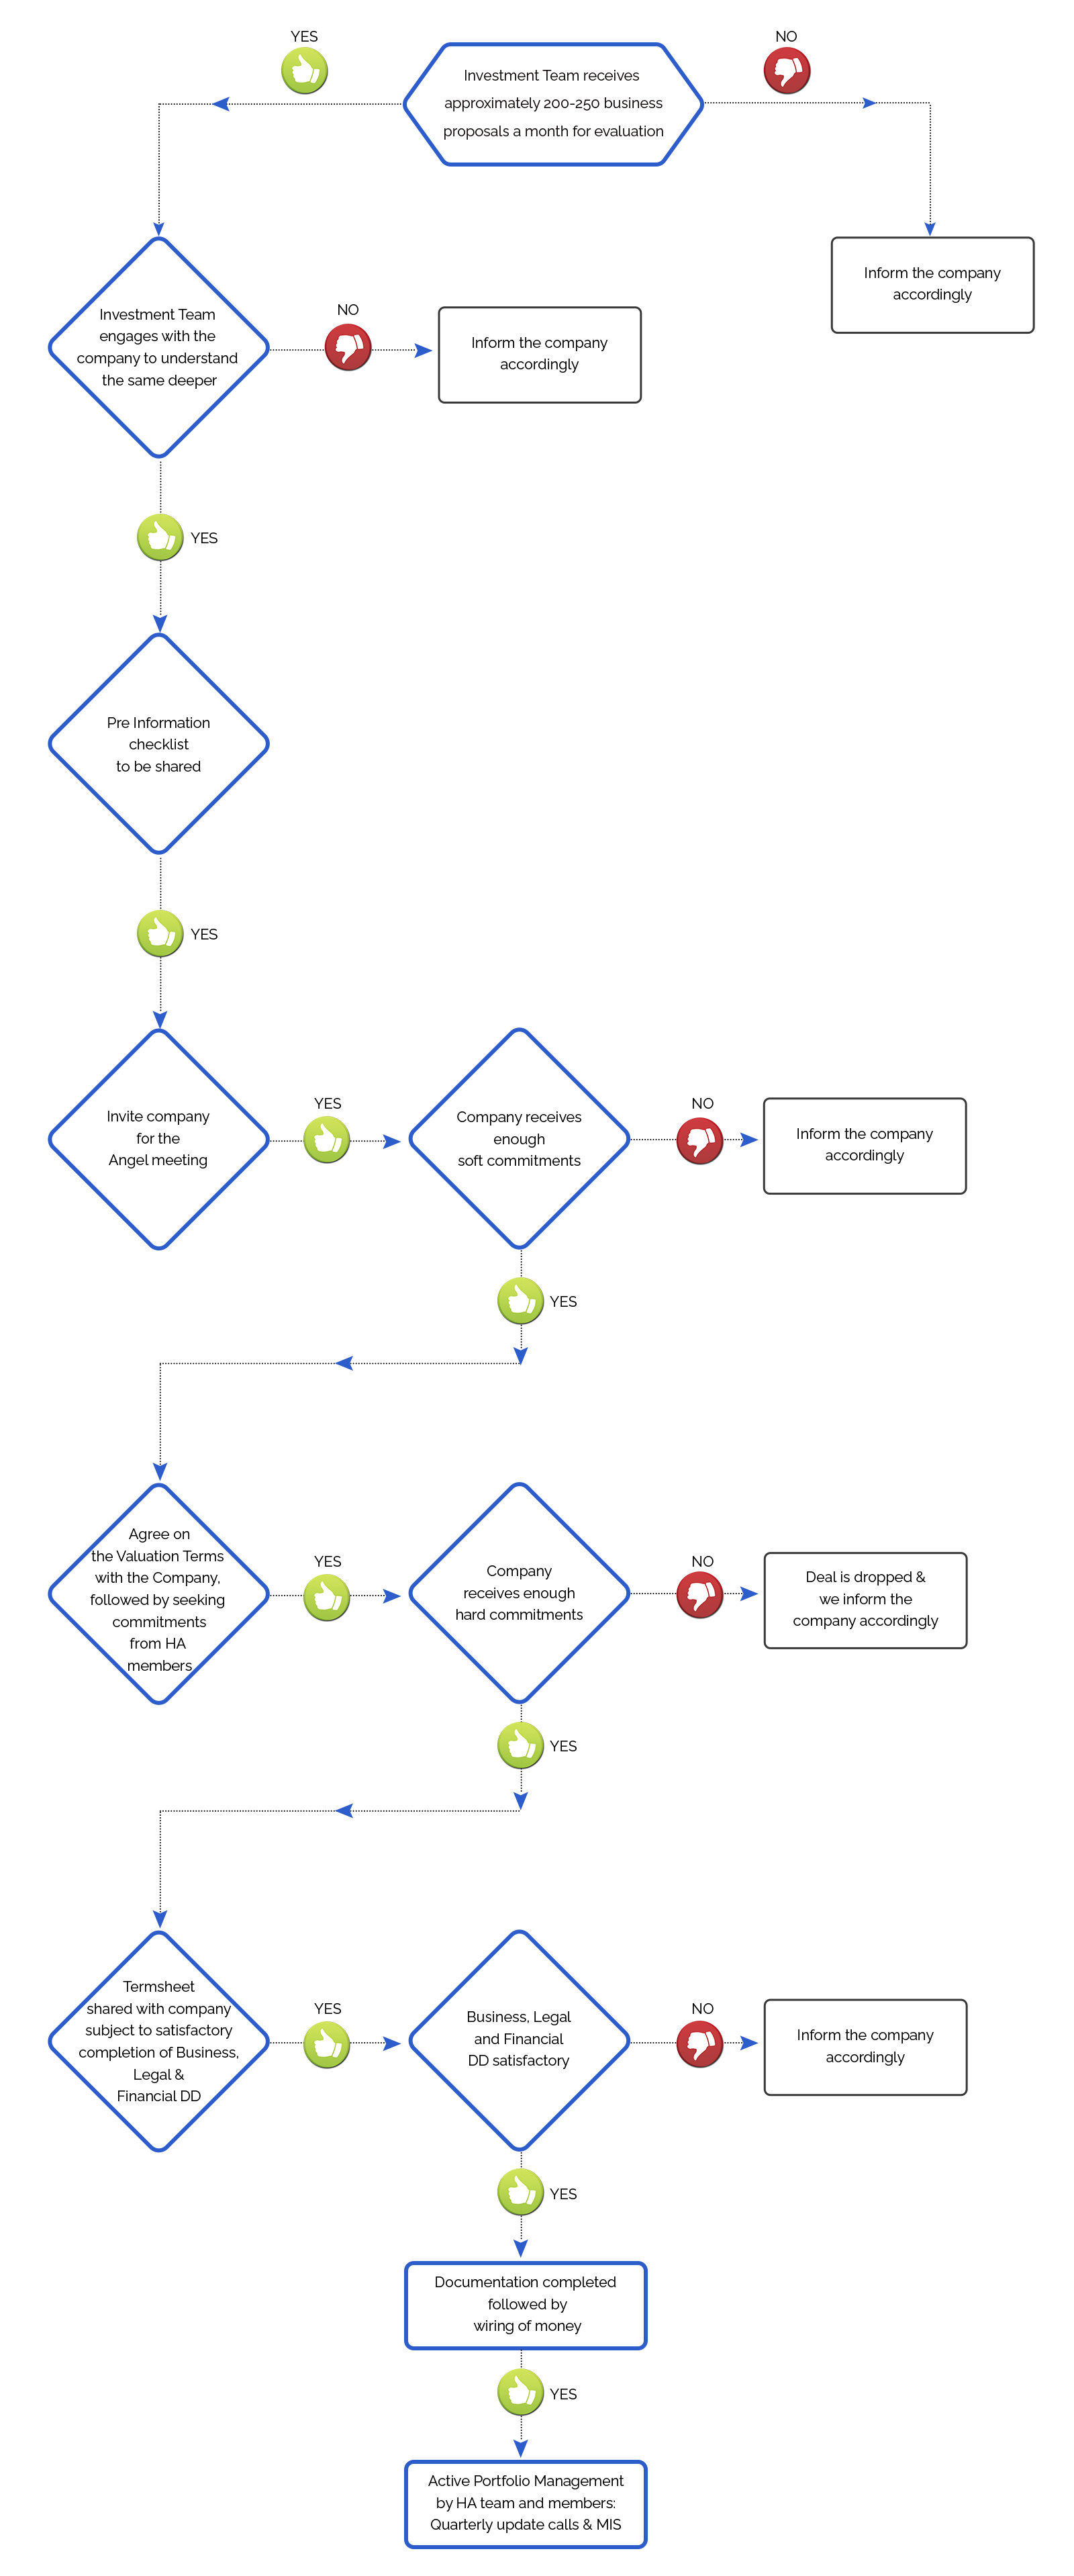 YES
NO
Investment Team receives
approximately 200-250 business
proposals a month for evaluation
Inform the company
accordingly
Investment Team
engages with the
company to understand
the same deeper
NO
Inform the company
accordingly
YES
Pre Information
checklist
to be shared
YES
Invite company
for the
Angel meeting
YES
Company receives
enough
soft commitments
NO
Inform the company
accordingly
YES
Agree on
the Valuation Terms
with the Company,
followed by seeking
commitments
from HA
members
YES
Company
receives enough
hard commitments
NO
Deal is dropped &
we inform the
company accordingly
YES
Termsheet
shared with company
subject to satisfactory
completion of Business,
Legal &
Financial DD
YES
Business, Legal
and Financial
DD satisfactory
NO
Inform the company
accordingly
YES
Documentation completed
followed by
wiring of money
YES
Active Portfolio Management
by HA team and members:
Quarterly update calls & MIS